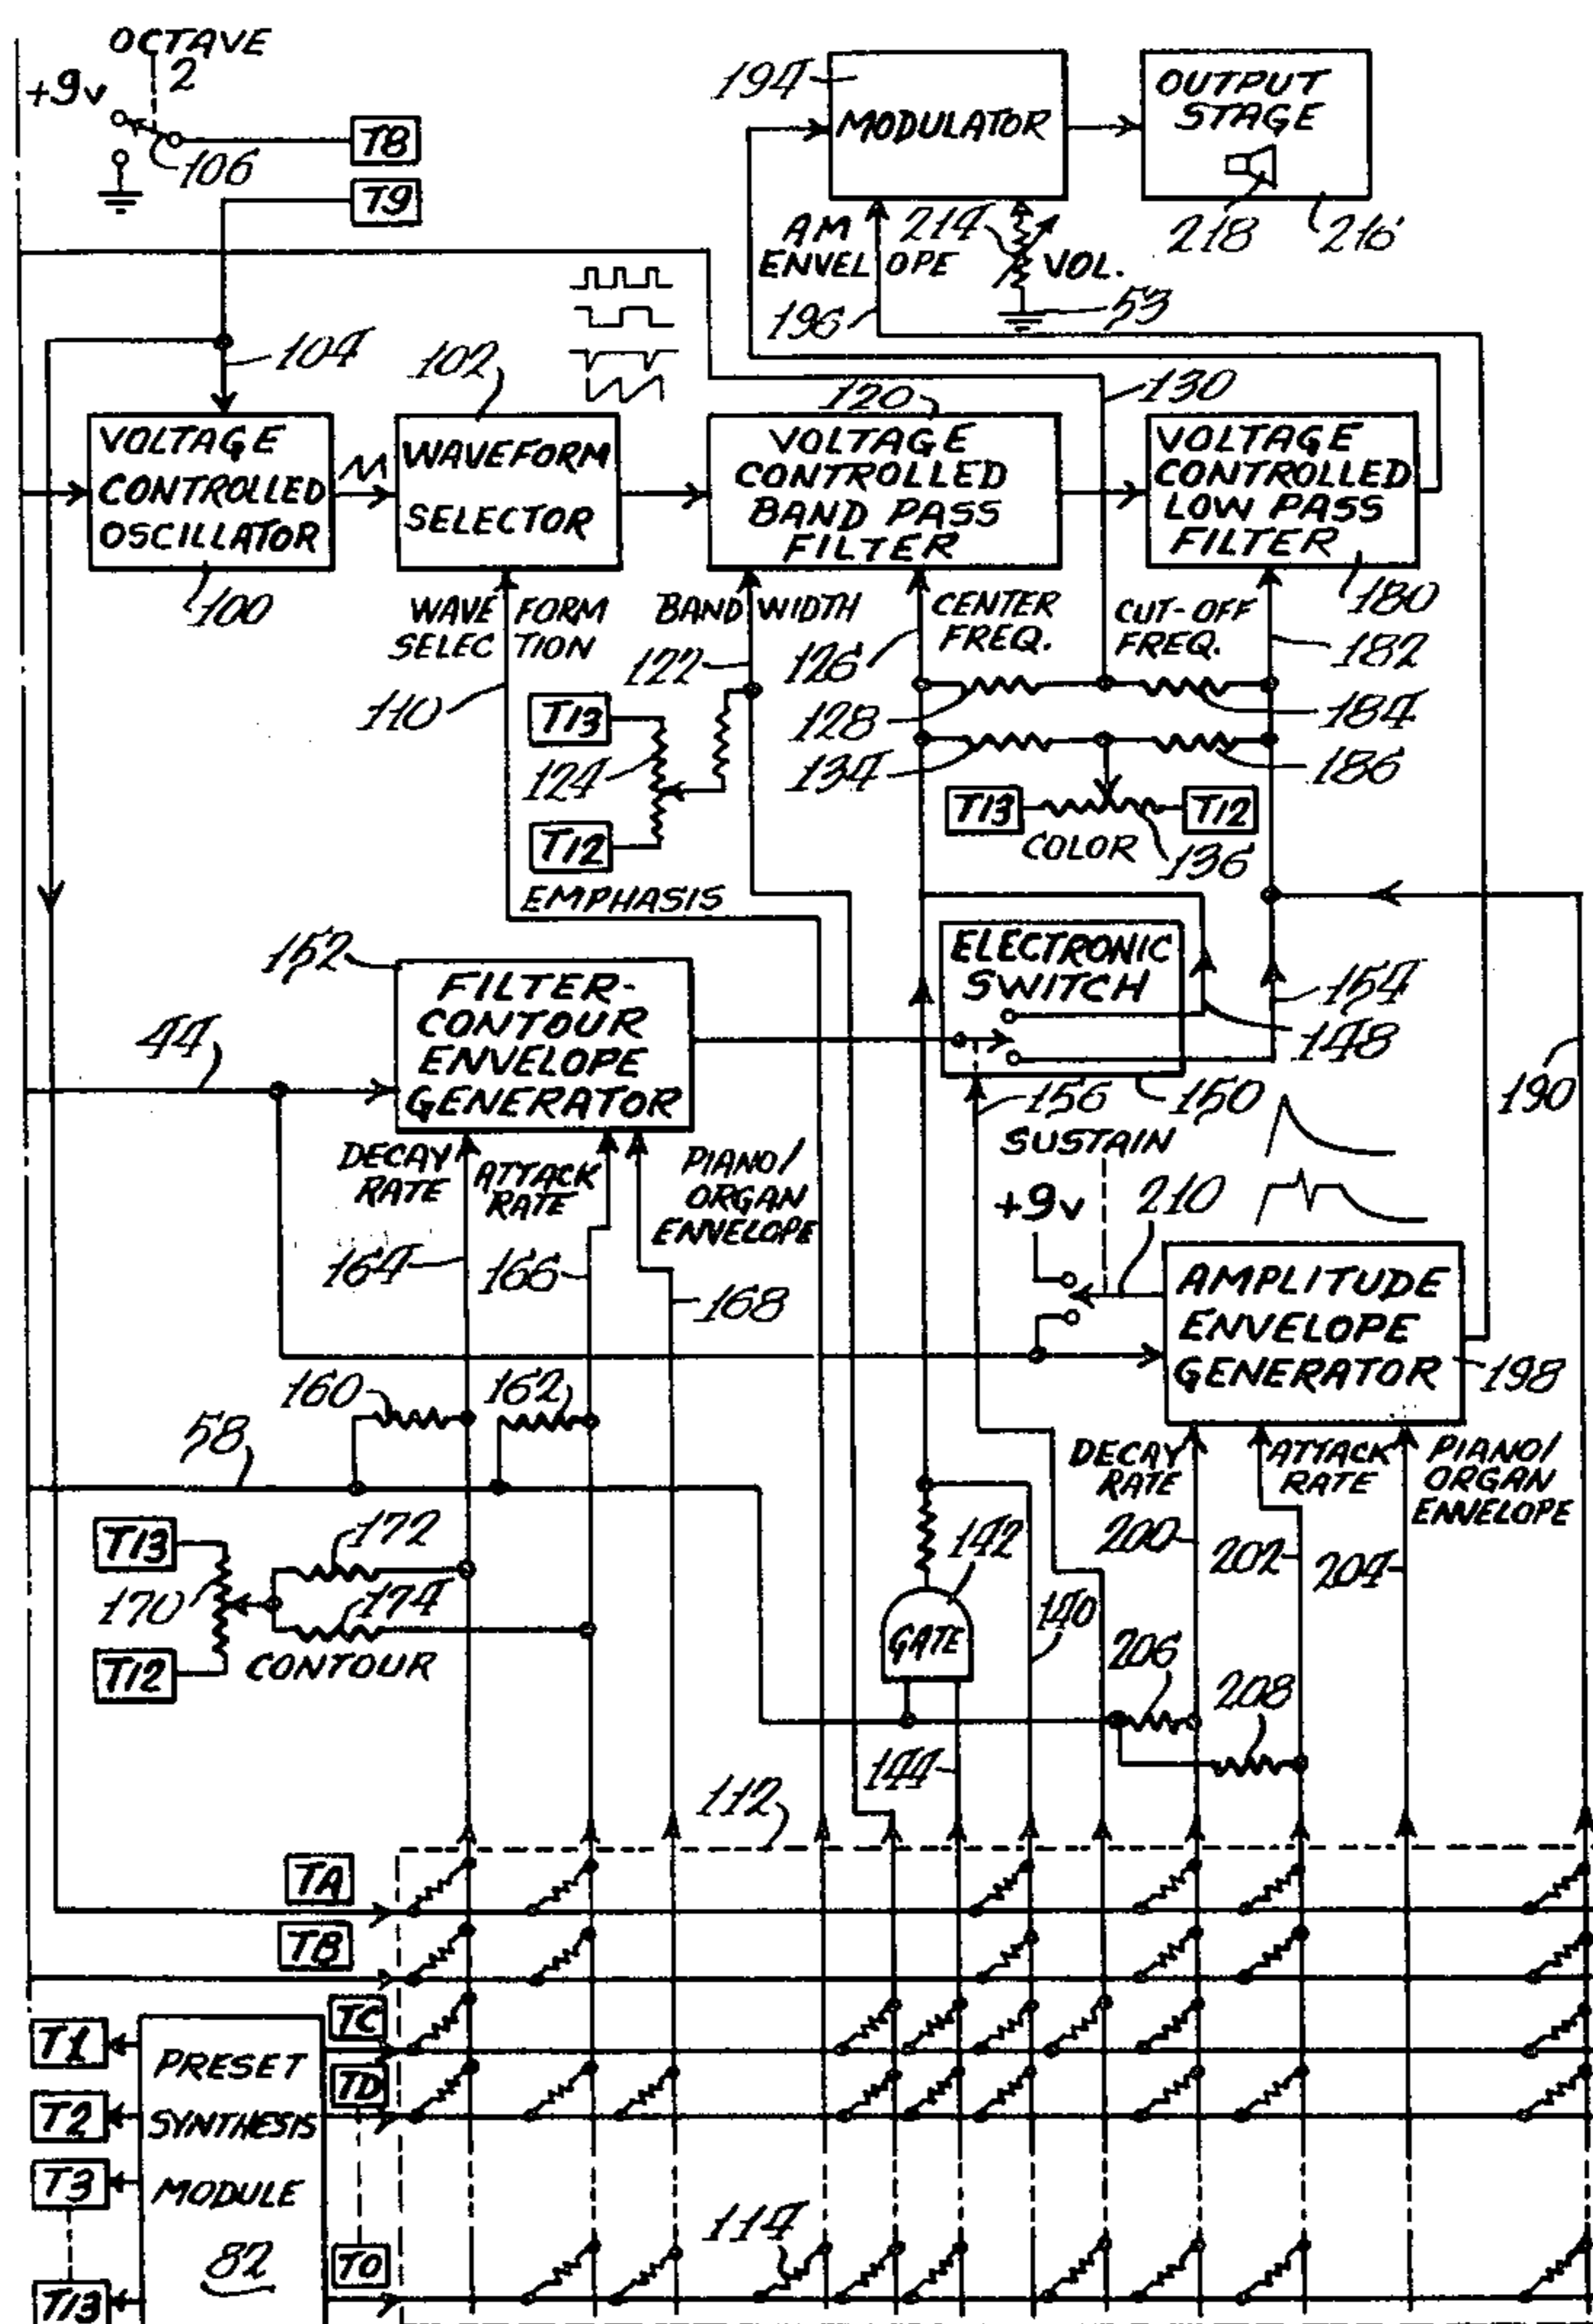 OCTAVE
2
+9v
106
T8
T9
194
MODULATOR
OUTPUT
STAGE
218
216
AM
ENVELOPE
214
VOL.
196
53
104
102
120
130
VOLTAGE
CONTROLLED
OSCILLATOR
100
WAVEFORM
SELECTOR
VOLTAGE
CONTROLLED
BAND PASS
FILTER
VOLTAGE
CONTROLLED
LOW PASS
FILTER
180
WAVE FORM
SELECTION
110
BAND WIDTH
122
CENTER
FREQ.
126
CUT-OFF
FREQ.
182
T13
124
T12
EMPHASIS
128
184
134
186
T13
T12
COLOR
136
152
FILTER-
CONTOUR
ENVELOPE
GENERATOR
44
ELECTRONIC
SWITCH
154
148
156
150
190
DECAY
RATE
ATTACK
RATE
PIANO/
ORGAN
ENVELOPE
164
166
168
SUSTAIN
+9v
210
AMPLITUDE
ENVELOPE
GENERATOR
198
160
162
58
DECAY
RATE
ATTACK
RATE
PIANO/
ORGAN
ENVELOPE
T13
170
T12
172
174
CONTOUR
142
GATE
140
144
200
202
204
206
208
112
TA
TB
TC
TD
TO
T1
T2
T3
T13
PRESET
SYNTHESIS
MODULE
82
114